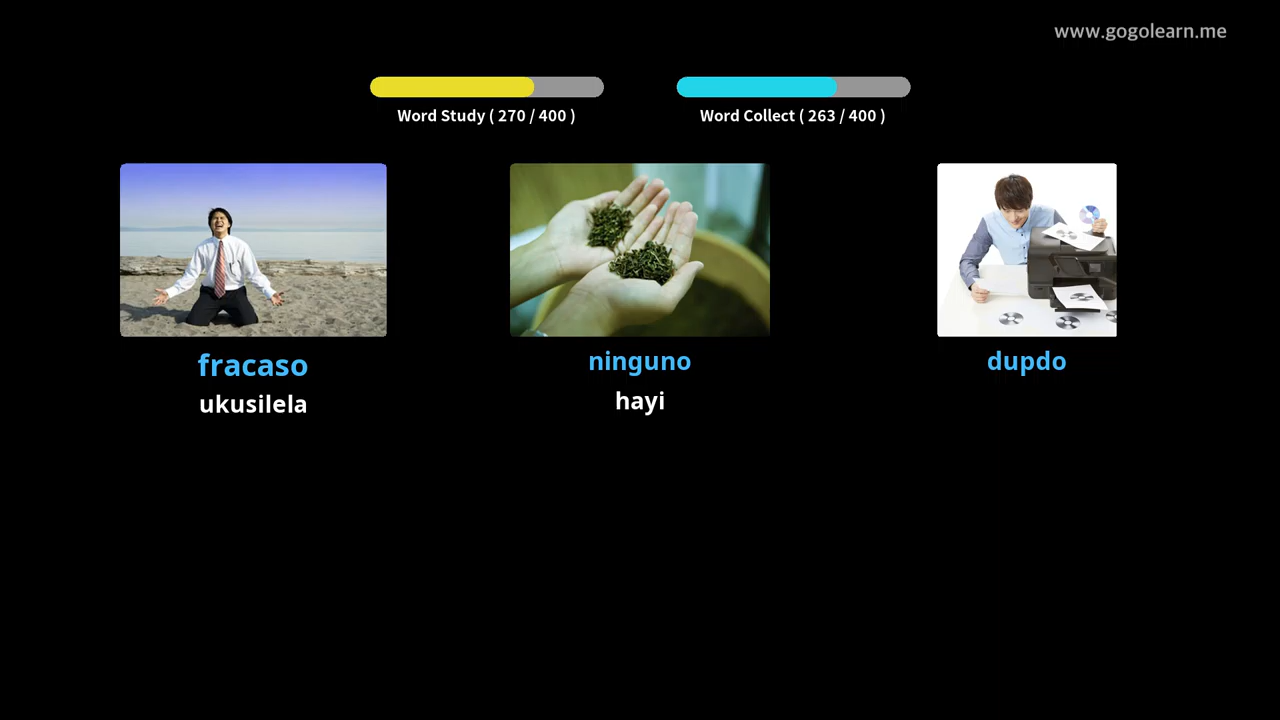 www.gogolearn.me
Word Study ( 270 / 400 )
Word Collect ( 263 / 400 )
fracaso
ukusilela
ninguno
hayi
dupdo